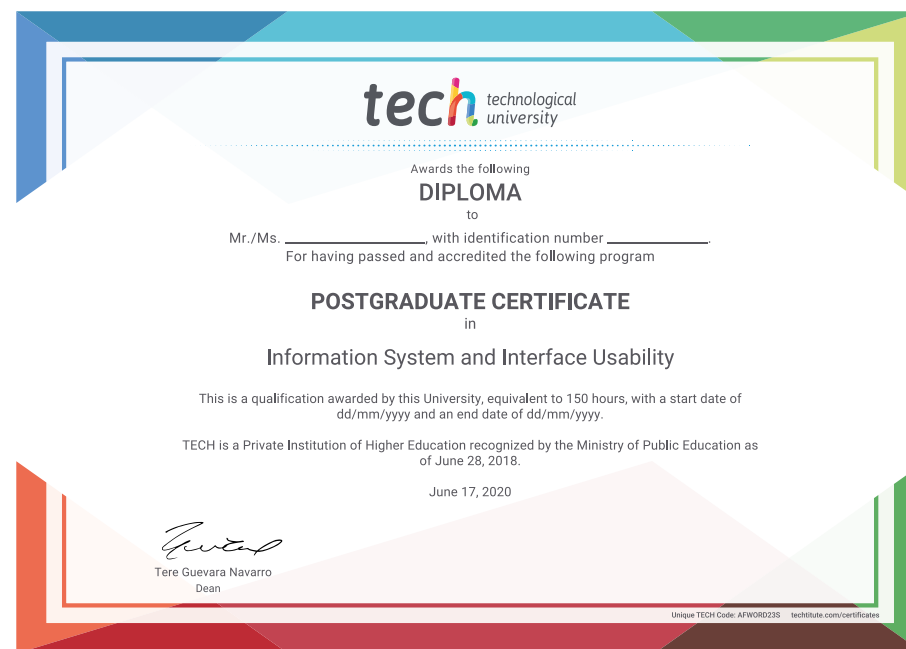 tech technological
university
Awards the following
DIPLOMA
to
Mr./Ms. ____________________, with identification number ______________.
For having passed and accredited the following program
POSTGRADUATE CERTIFICATE
in
Information System and Interface Usability
This is a qualification awarded by this University, equivalent to 150 hours, with a start date of
dd/mm/yyyy and an end date of dd/mm/yyyy.
TECH is a Private Institution of Higher Education recognized by the Ministry of Public Education as
of June 28, 2018.
June 17, 2020
Tere Guevara Navarro
Dean
Unique TECH Code: AFWORD23S techtitute.com/certificates